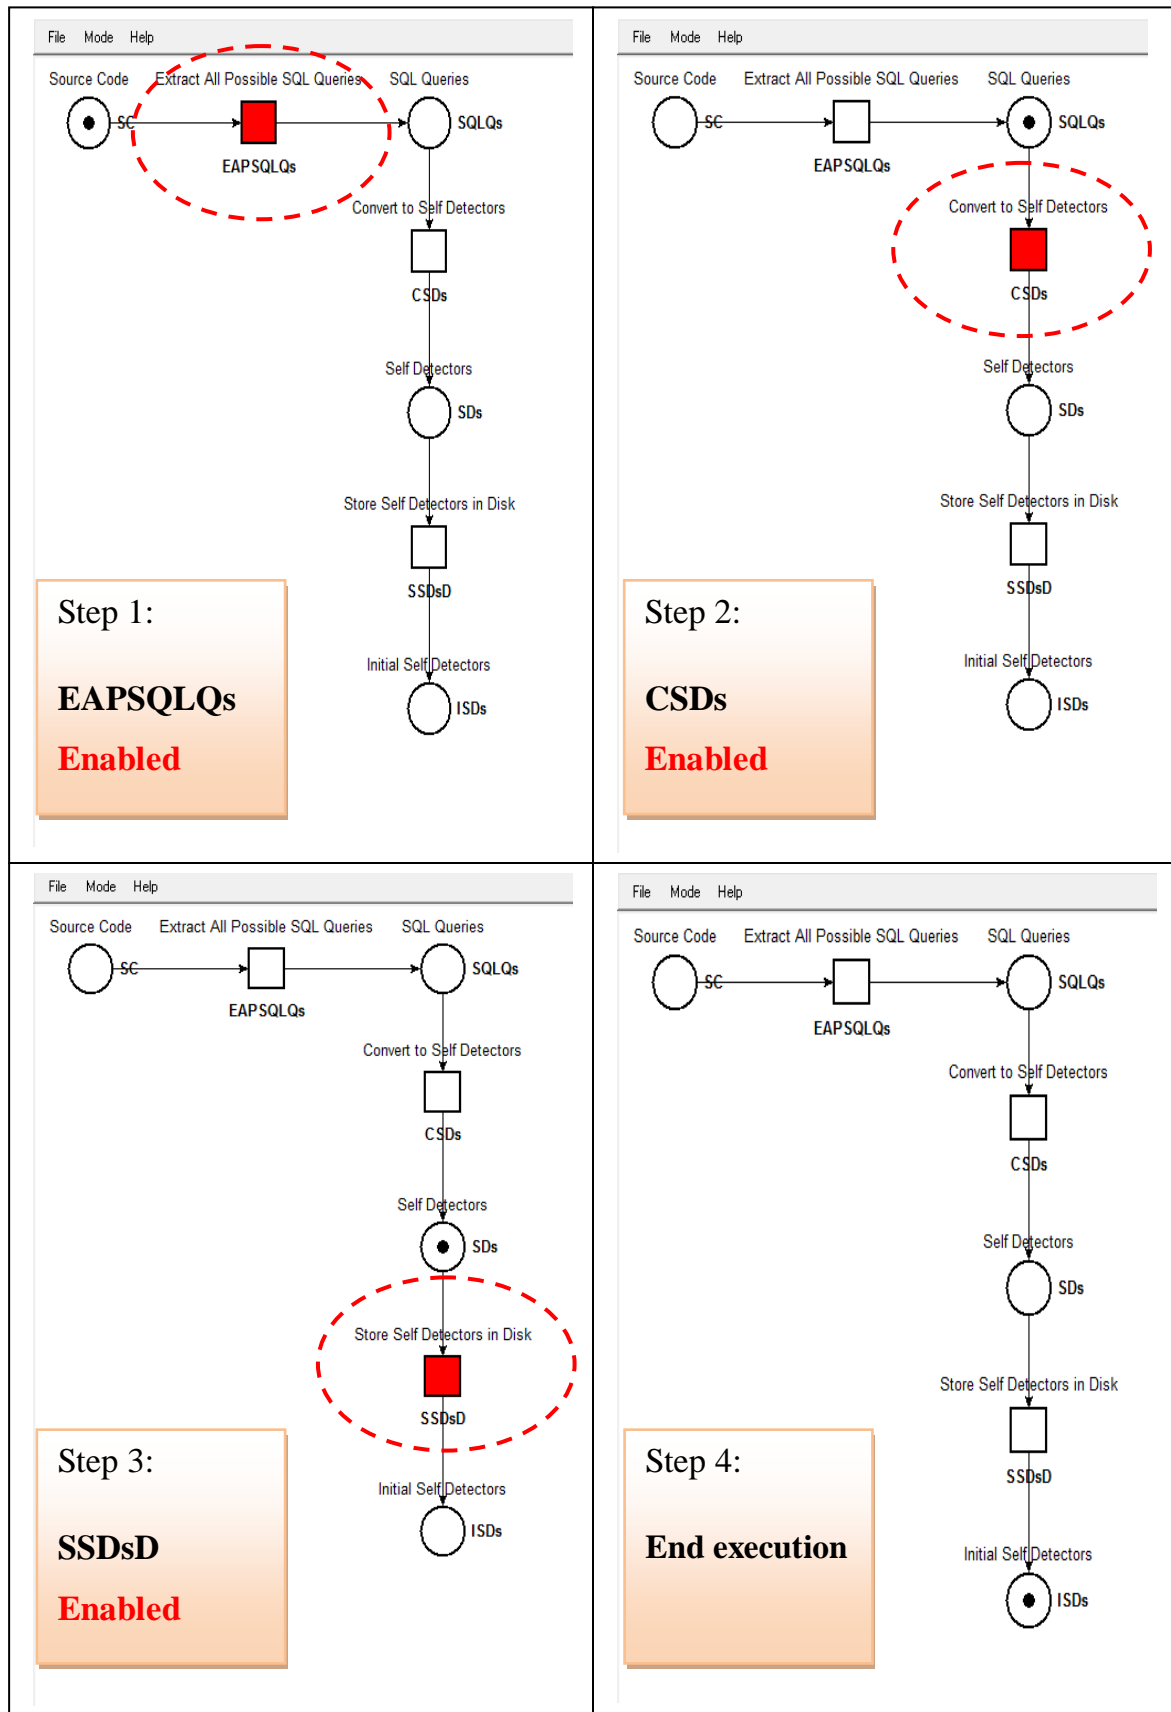 File Mode Help
Source Code Extract All Possible SQL Queries SQL Queries
SC SQLQs
EAPSQLQs
Convert to Self Detectors
CSDs
Self Detectors
SDs
Store Self Detectors in Disk
SSDsD
Initial Self Detectors
ISDs
Step 1:
EAPSQLQs
Enabled
File Mode Help
Source Code Extract All Possible SQL Queries SQL Queries
SC SQLQs
EAPSQLQs
Convert to Self Detectors
CSDs
Self Detectors
SDs
Store Self Detectors in Disk
SSDsD
Initial Self Detectors
ISDs
Step 2:
CSDs
Enabled
File Mode Help
Source Code Extract All Possible SQL Queries SQL Queries
SC SQLQs
EAPSQLQs
Convert to Self Detectors
CSDs
Self Detectors
SDs
Store Self Detectors in Disk
SSDsD
Initial Self Detectors
ISDs
Step 3:
SSDsD
Enabled
File Mode Help
Source Code Extract All Possible SQL Queries SQL Queries
SC SQLQs
EAPSQLQs
Convert to Self Detectors
CSDs
Self Detectors
SDs
Store Self Detectors in Disk
SSDsD
Initial Self Detectors
ISDs
Step 4:
End execution